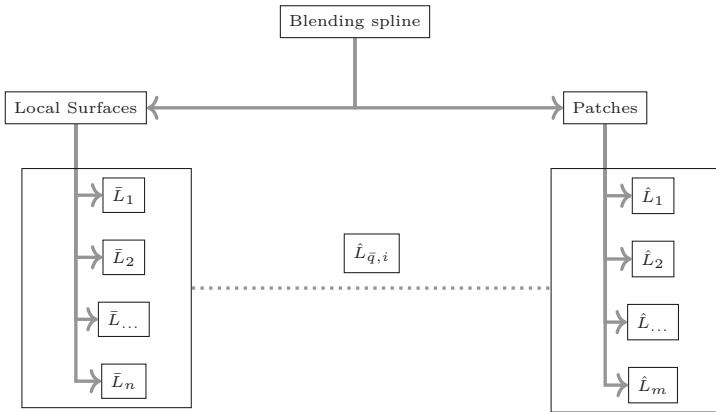 Blending spline
Local Surfaces
Patches
L̄₁
L̄₂
L̄...
L̄ₙ
L̂q̄,i
L̂₁
L̂₂
L̂...
L̂ₘ